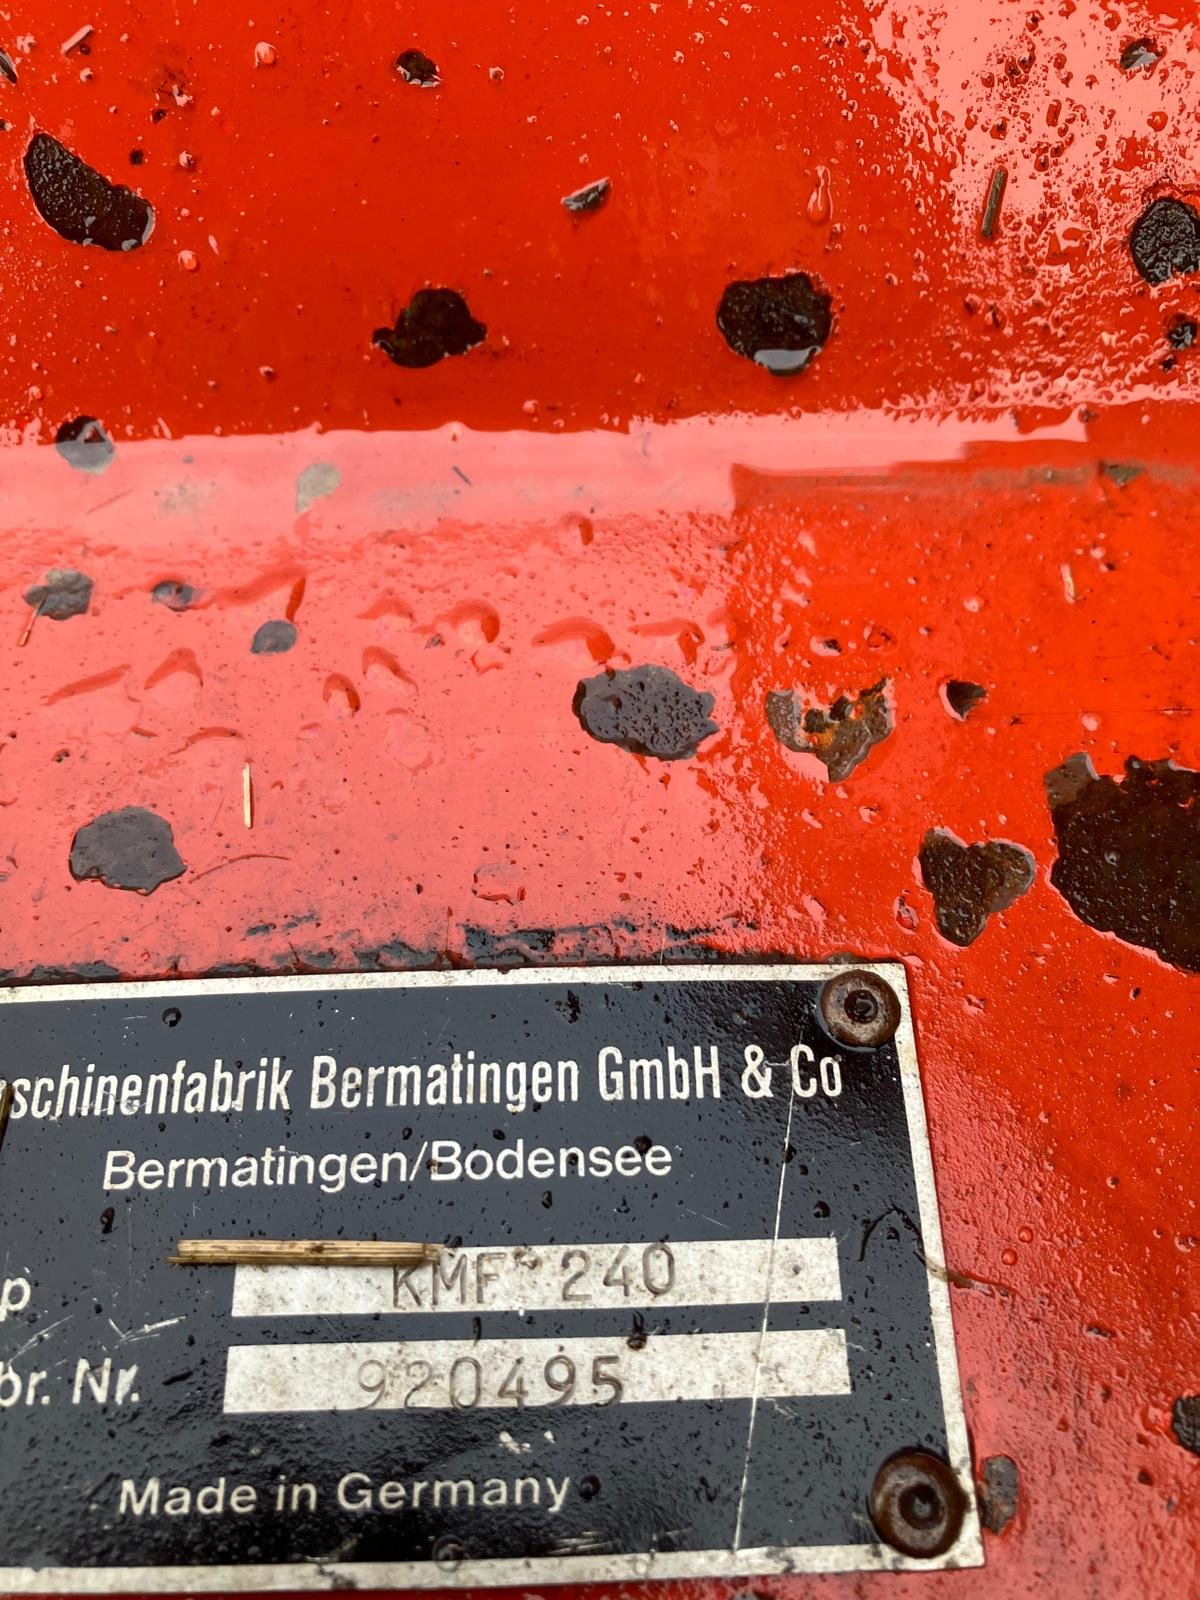 schinenfabrik Bermatingen GmbH & Co
Bermatingen/Bodensee
p
KMF 240
br. Nr.
920495
Made in Germany